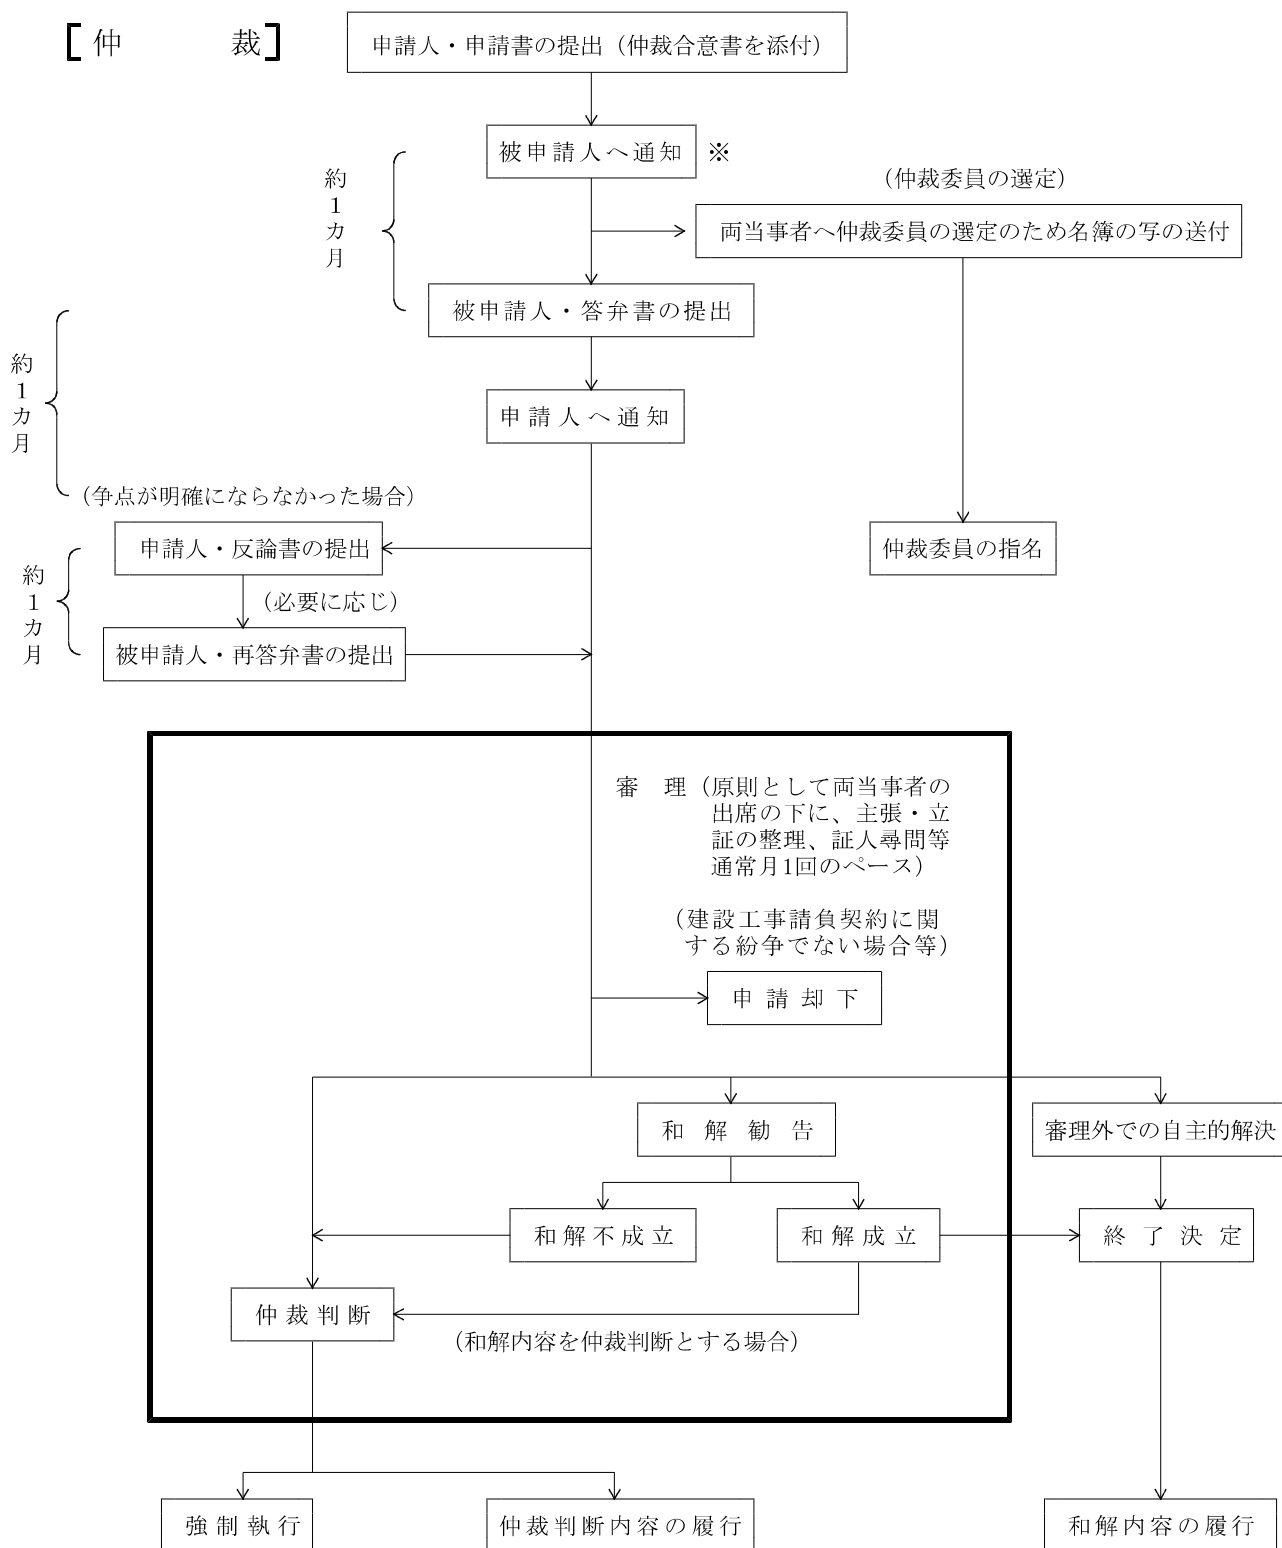 [仲　裁]
申請人・申請書の提出（仲裁合意書を添付）
被申請人へ通知 ※
約１カ月
（仲裁委員の選定）
両当事者へ仲裁委員の選定のため名簿の写の送付
被申請人・答弁書の提出
約１カ月
申請人へ通知
（争点が明確にならなかった場合）
申請人・反論書の提出
仲裁委員の指名
約１カ月
（必要に応じ）
被申請人・再答弁書の提出
審　理（原則として両当事者の
出席の下に、主張・立
証の整理、証人尋問等
通常月1回のペース）
（建設工事請負契約に関
する紛争でない場合等）
申請却下
和解勧告
審理外での自主的解決
和解不成立
和解成立
終了決定
仲裁判断
（和解内容を仲裁判断とする場合）
強制執行
仲裁判断内容の履行
和解内容の履行